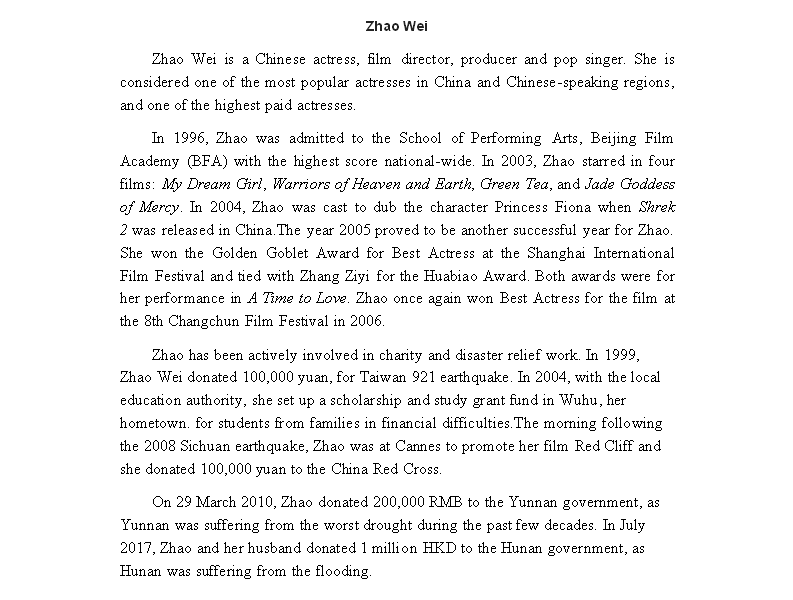 Zhao Wei
Zhao Wei is a Chinese actress, film director, producer and pop singer. She is
considered one of the most popular actresses in China and Chinese-speaking regions,
and one of the highest paid actresses.
In 1996, Zhao was admitted to the School of Performing Arts, Beijing Film
Academy (BFA) with the highest score national-wide. In 2003, Zhao starred in four
films: My Dream Girl, Warriors of Heaven and Earth, Green Tea, and Jade Goddess
of Mercy. In 2004, Zhao was cast to dub the character Princess Fiona when Shrek
2 was released in China.The year 2005 proved to be another successful year for Zhao.
She won the Golden Goblet Award for Best Actress at the Shanghai International
Film Festival and tied with Zhang Ziyi for the Huabiao Award. Both awards were for
her performance in A Time to Love. Zhao once again won Best Actress for the film at
the 8th Changchun Film Festival in 2006.
Zhao has been actively involved in charity and disaster relief work. In 1999,
Zhao Wei donated 100,000 yuan, for Taiwan 921 earthquake. In 2004, with the local
education authority, she set up a scholarship and study grant fund in Wuhu, her
hometown. for students from families in financial difficulties.The morning following
the 2008 Sichuan earthquake, Zhao was at Cannes to promote her film Red Cliff and
she donated 100,000 yuan to the China Red Cross.
On 29 March 2010, Zhao donated 200,000 RMB to the Yunnan government, as
Yunnan was suffering from the worst drought during the past few decades. In July
2017, Zhao and her husband donated 1 million HKD to the Hunan government, as
Hunan was suffering from the flooding.